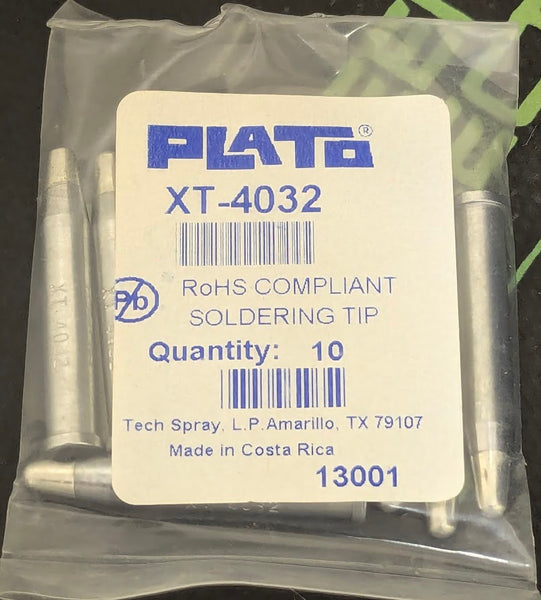 PLATO®
XT-4032
Pb
RoHS COMPLIANT
SOLDERING TIP
Quantity: 10
Tech Spray, L.P. Amarillo, TX 79107
Made in Costa Rica
13001